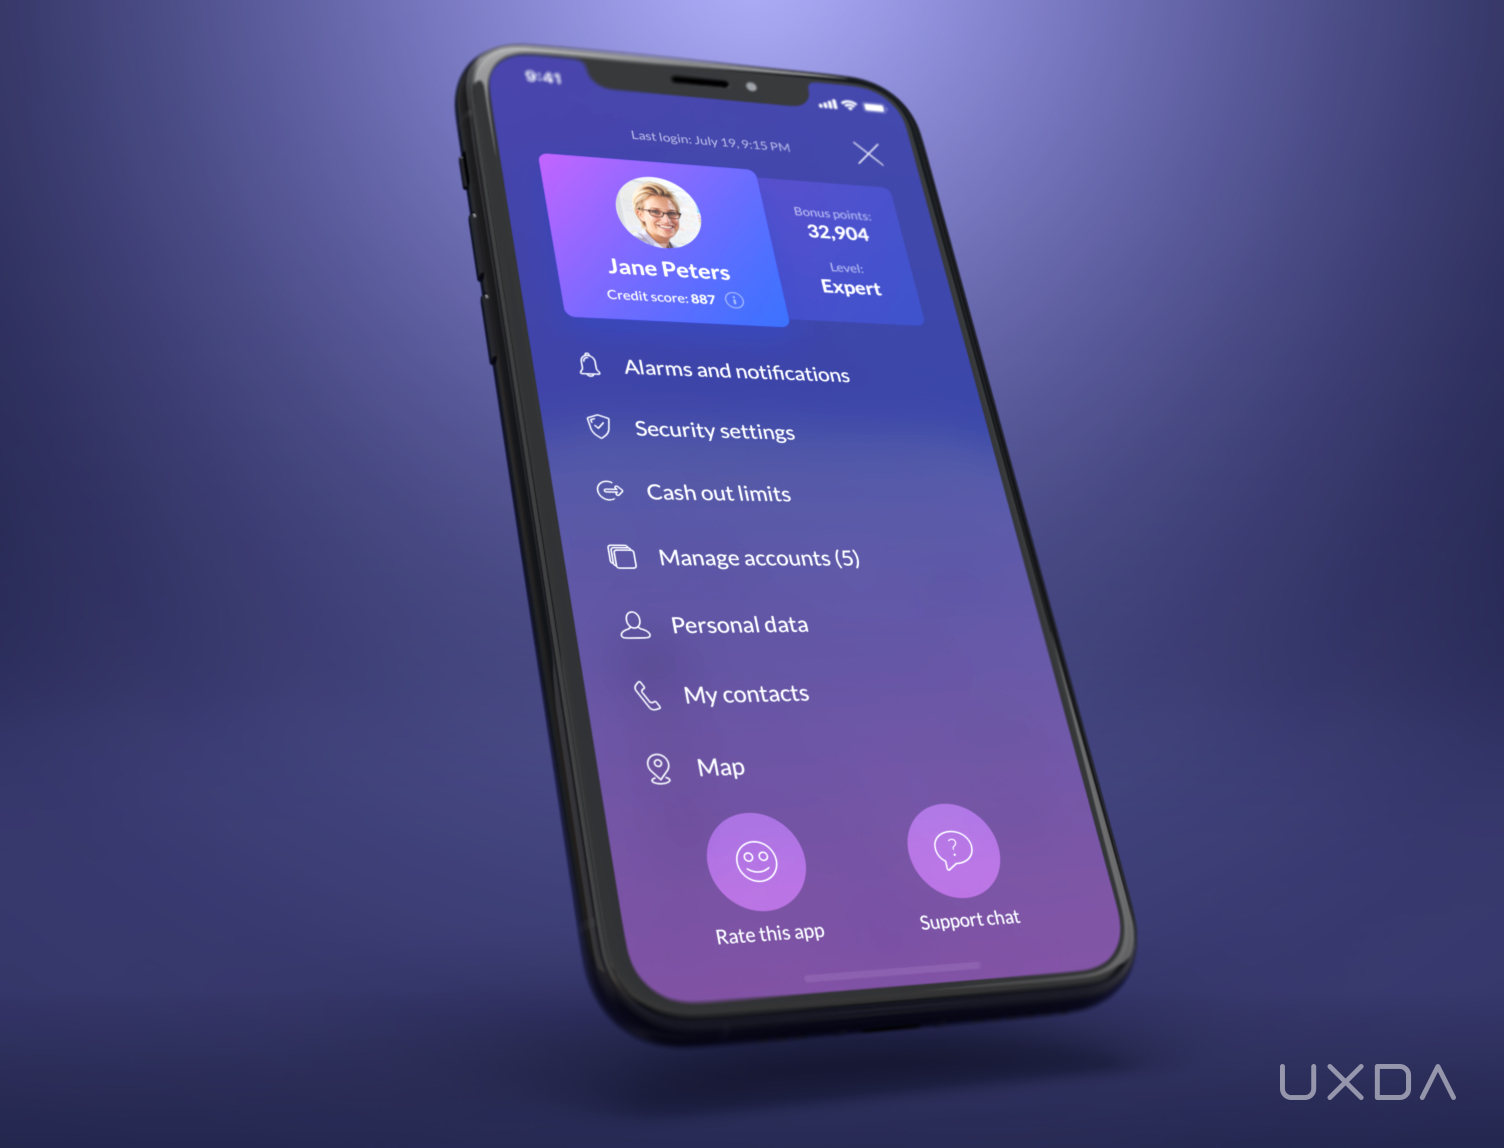 9:41
Last login: July 19, 9:15 PM
Jane Peters
Credit score: 887
Bonus points:
32,904
Level:
Expert
Alarms and notifications
Security settings
Cash out limits
Manage accounts (5)
Personal data
My contacts
Map
Rate this app
Support chat
UXDA